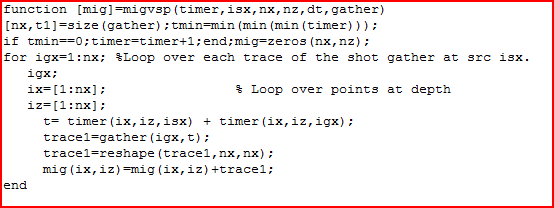 function [mig]=migvsp(timer,isx,nx,nz,dt,gather)
[nx,t1]=size(gather);tmin=min(min(min(timer)));
if tmin==0;timer=timer+1;end;mig=zeros(nx,nz);
for igx=1:nx; %Loop over each trace of the shot gather at src isx.
igx;
ix=[1:nx]; % Loop over points at depth
iz=[1:nx];
t= timer(ix,iz,isx) + timer(ix,iz,igx);
trace1=gather(igx,t);
trace1=reshape(trace1,nx,nx);
mig(ix,iz)=mig(ix,iz)+trace1;
end